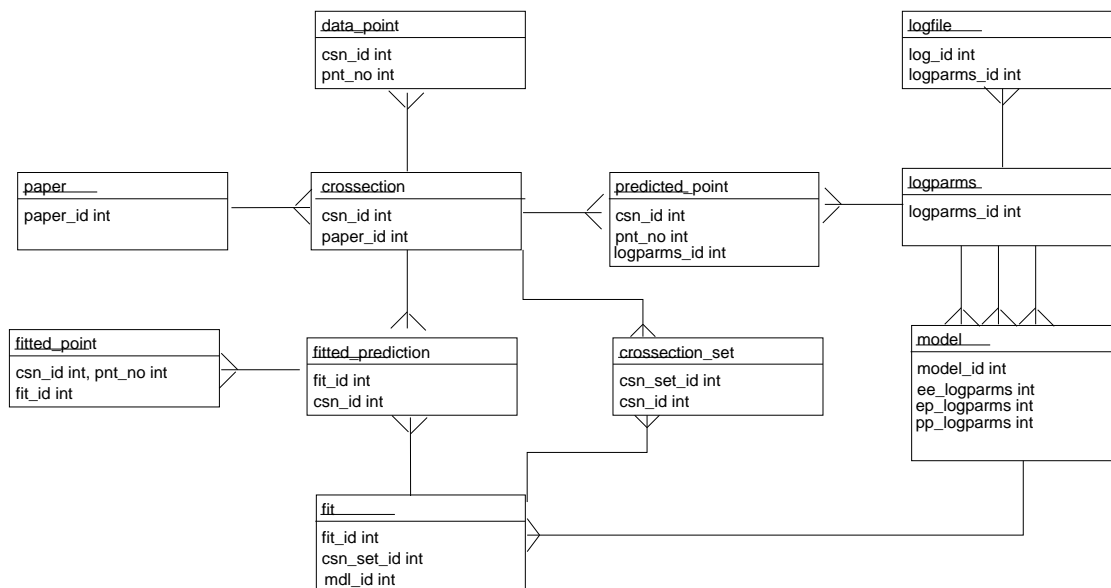 data_point
csn_id int
pnt_no int
logfile
log_id int
logparms_id int
paper
paper_id int
crossection
csn_id int
paper_id int
predicted_point
csn_id int
pnt_no int
logparms_id int
logparms
logparms_id int
fitted_point
csn_id int, pnt_no int
fit_id int
fitted_prediction
fit_id int
csn_id int
crossection_set
csn_set_id int
csn_id int
model
model_id int
ee_logparms int
ep_logparms int
pp_logparms int
fit
fit_id int
csn_set_id int
mdl_id int